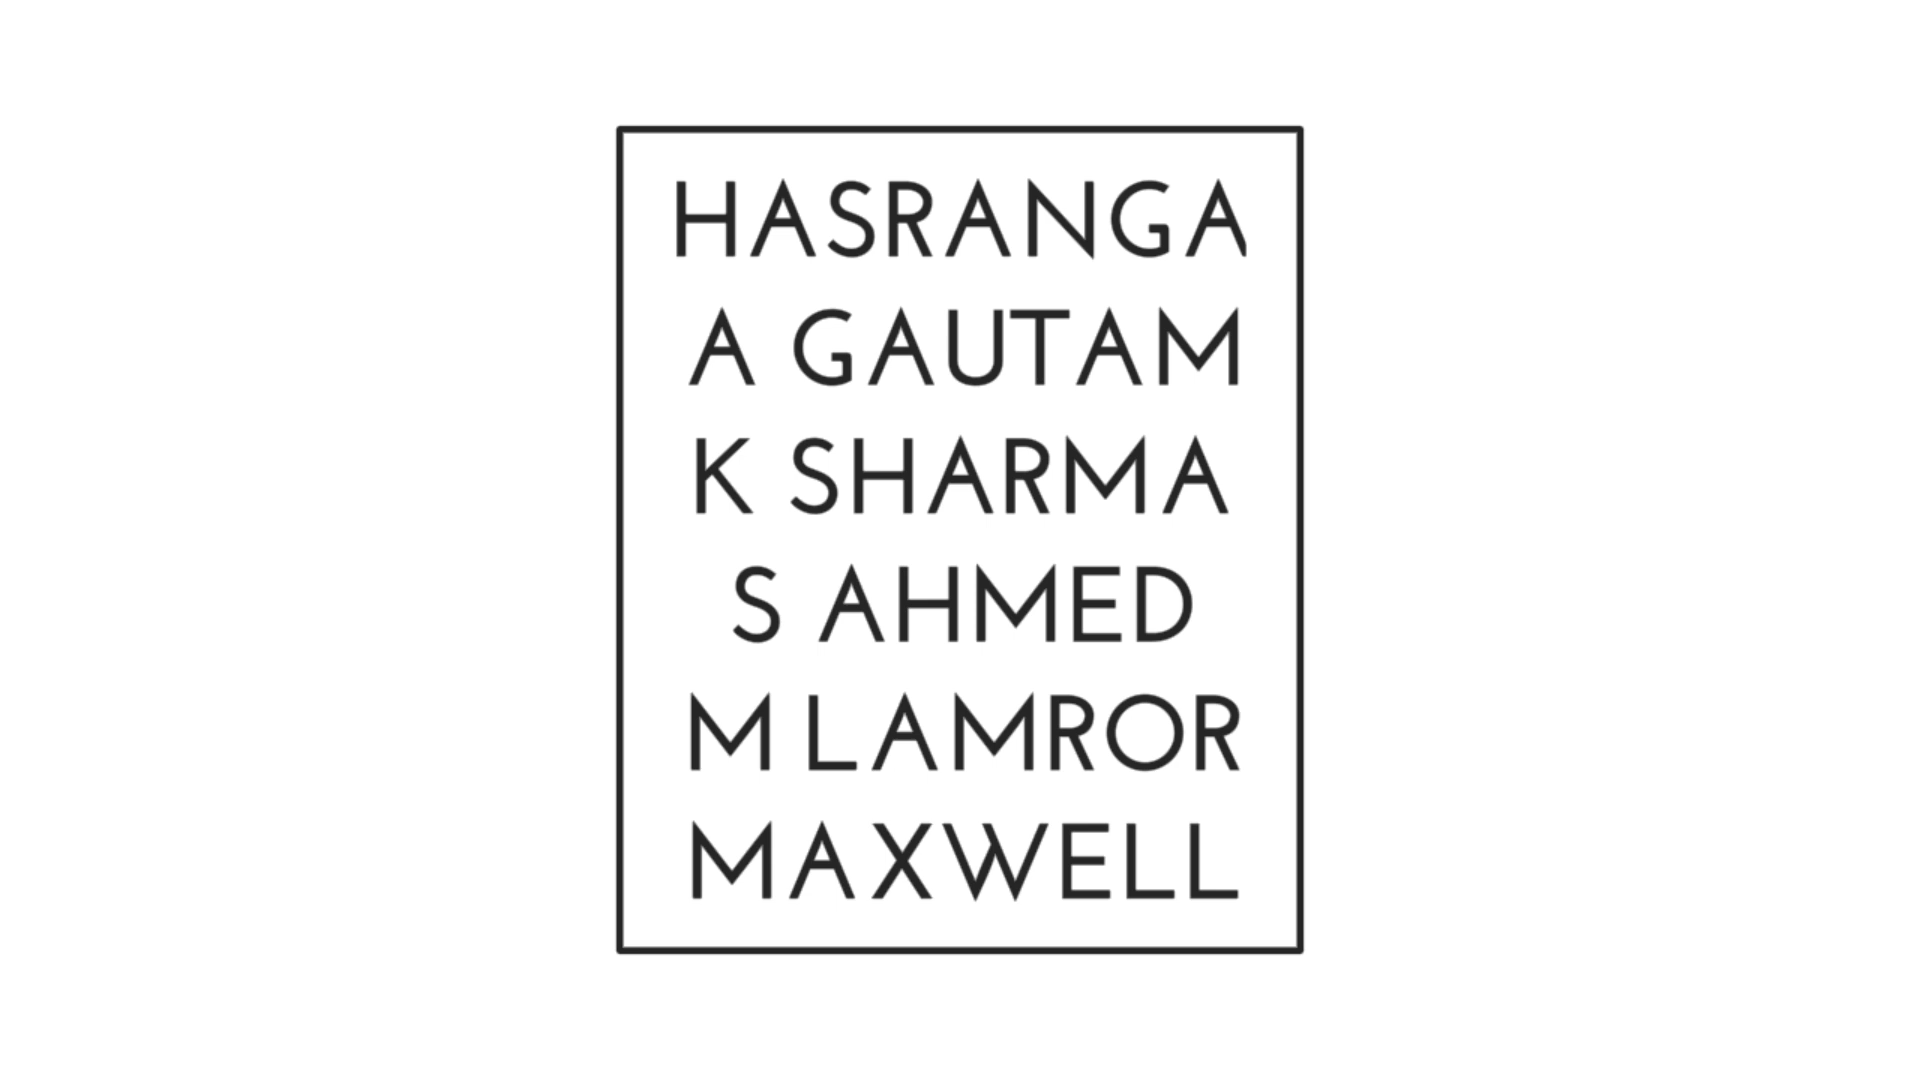 HASRANGA
A GAUTAM
K SHARMA
S AHMED
M LAMROR
MAXWELL